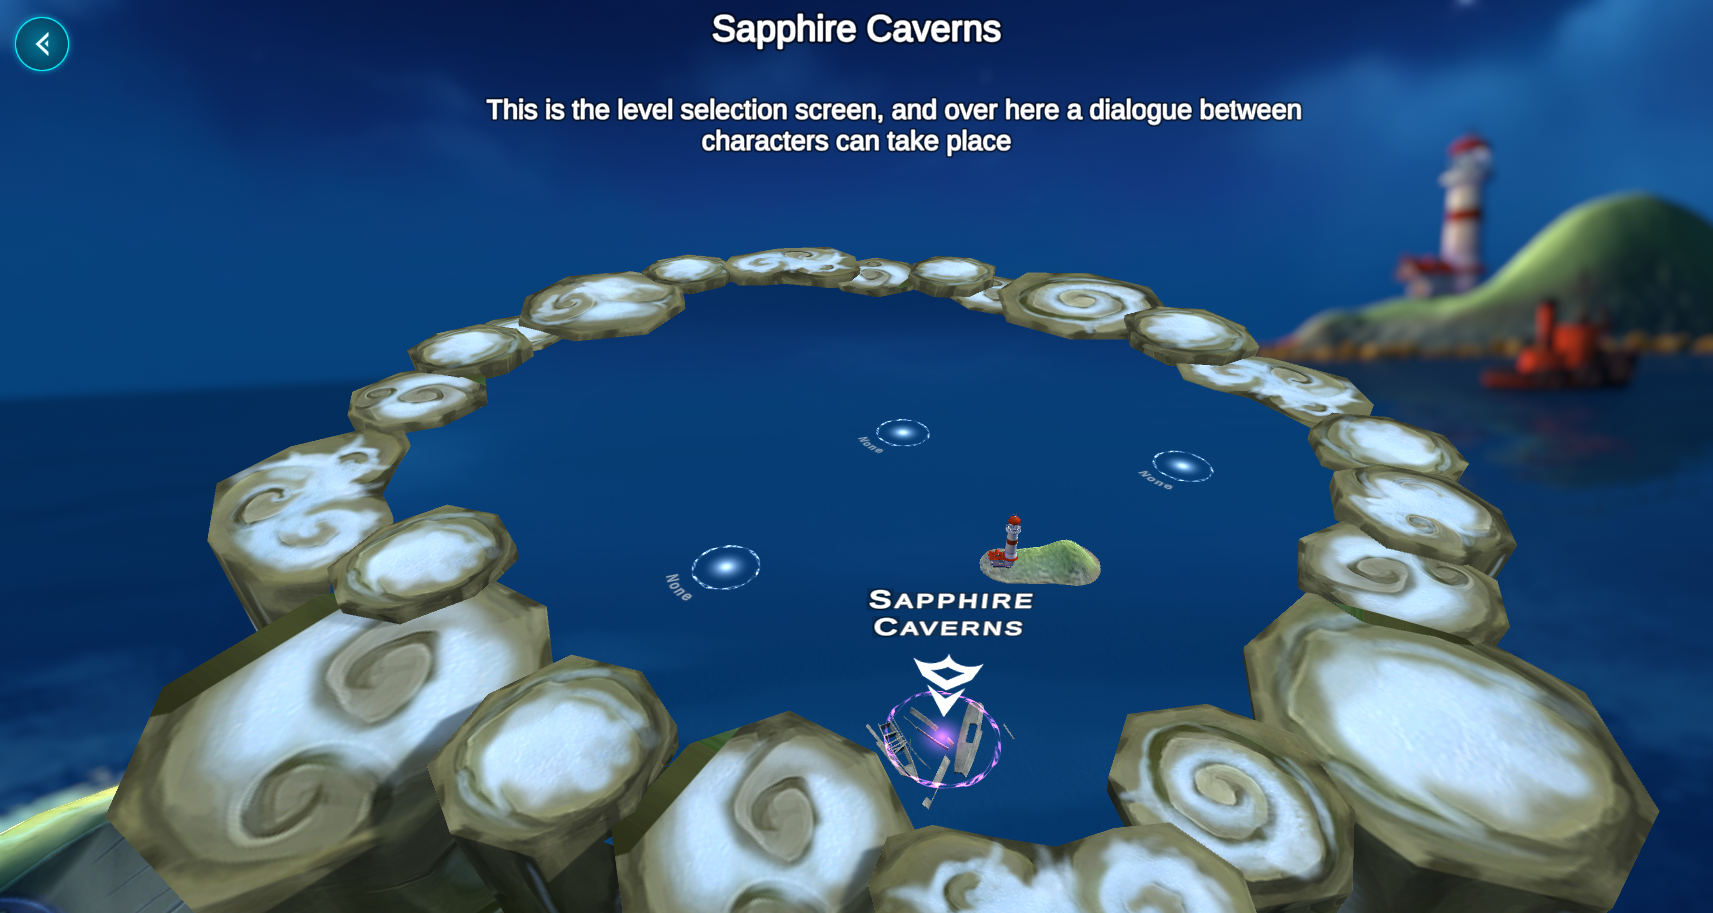 Sapphire Caverns
This is the level selection screen, and over here a dialogue between
characters can take place
None
None
None
SAPPHIRE
CAVERNS